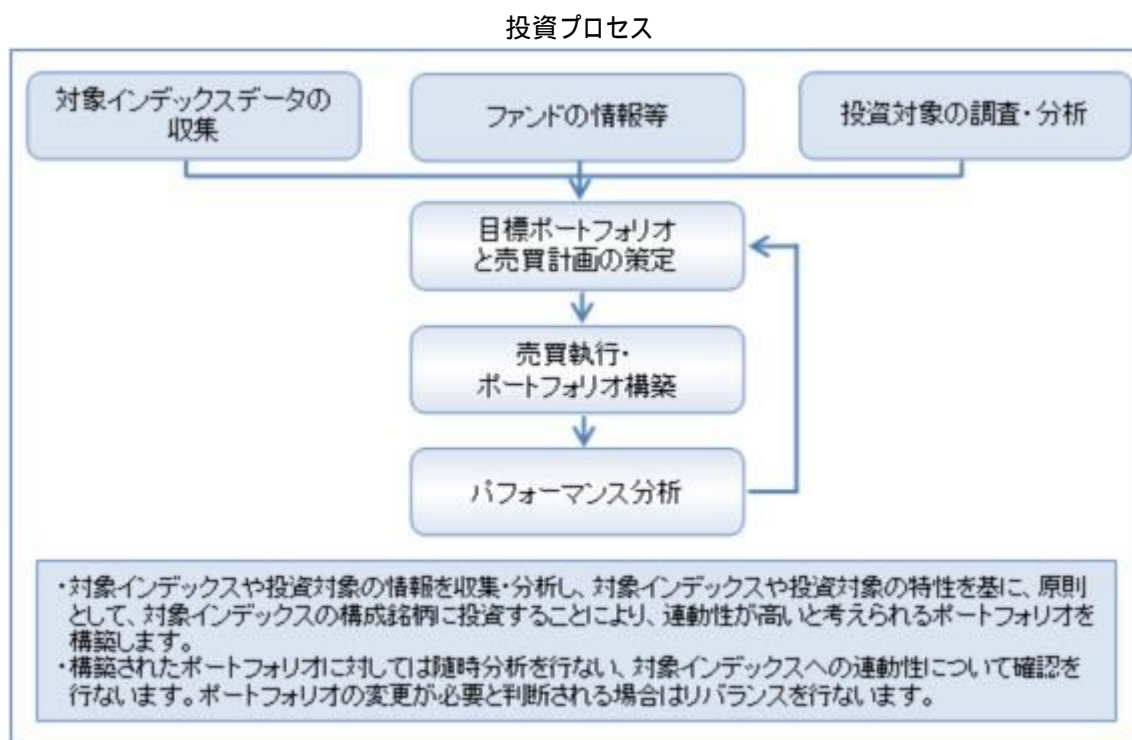 投資プロセス
対象インデックスデータの
収集
ファンドの情報等
投資対象の調査・分析
目標ポートフォリオ
と売買計画の策定
売買執行・
ポートフォリオ構築
パフォーマンス分析
・対象インデックスや投資対象の情報を収集・分析し、対象インデックスや投資対象の特性を基に、原則
として、対象インデックスの構成銘柄に投資することにより、連動性が高いと考えられるポートフォリオを
構築します。
・構築されたポートフォリオに対しては随時分析を行ない、対象インデックスへの連動性について確認を
行ないます。ポートフォリオの変更が必要と判断される場合はリバランスを行ないます。